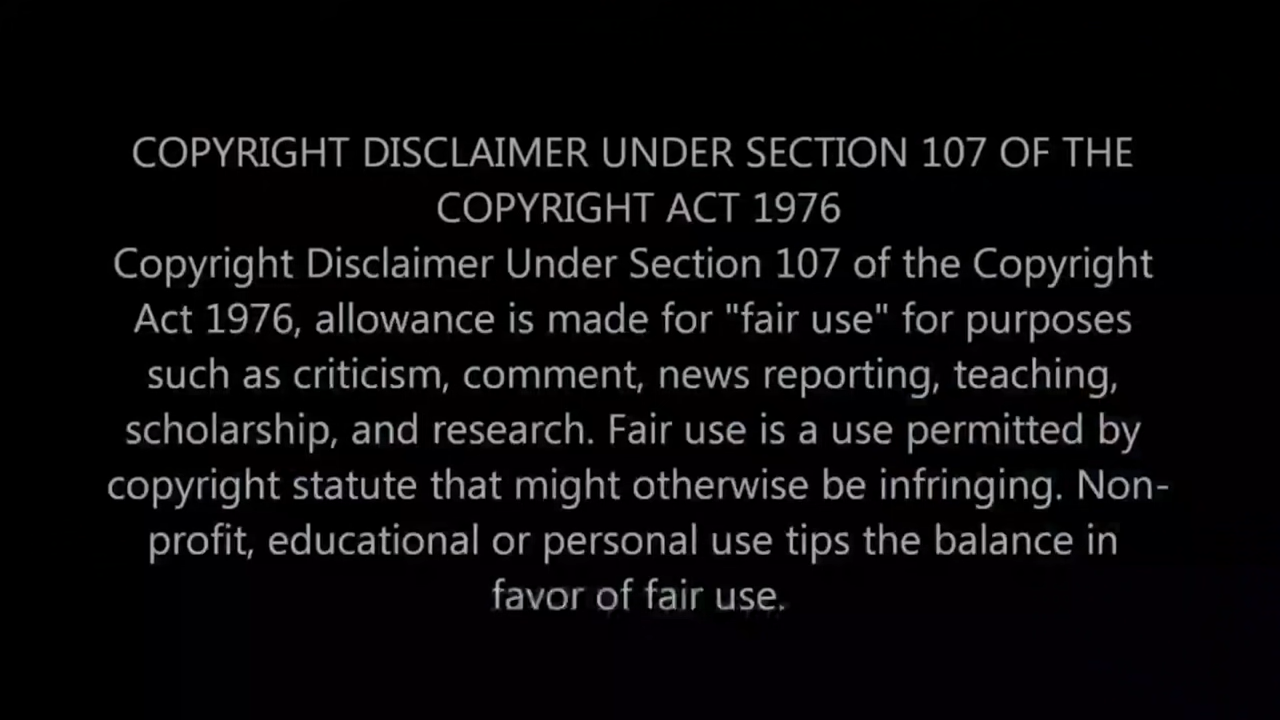 COPYRIGHT DISCLAIMER UNDER SECTION 107 OF THE
COPYRIGHT ACT 1976
Copyright Disclaimer Under Section 107 of the Copyright
Act 1976, allowance is made for "fair use" for purposes
such as criticism, comment, news reporting, teaching,
scholarship, and research. Fair use is a use permitted by
copyright statute that might otherwise be infringing. Non-
profit, educational or personal use tips the balance in
favor of fair use.